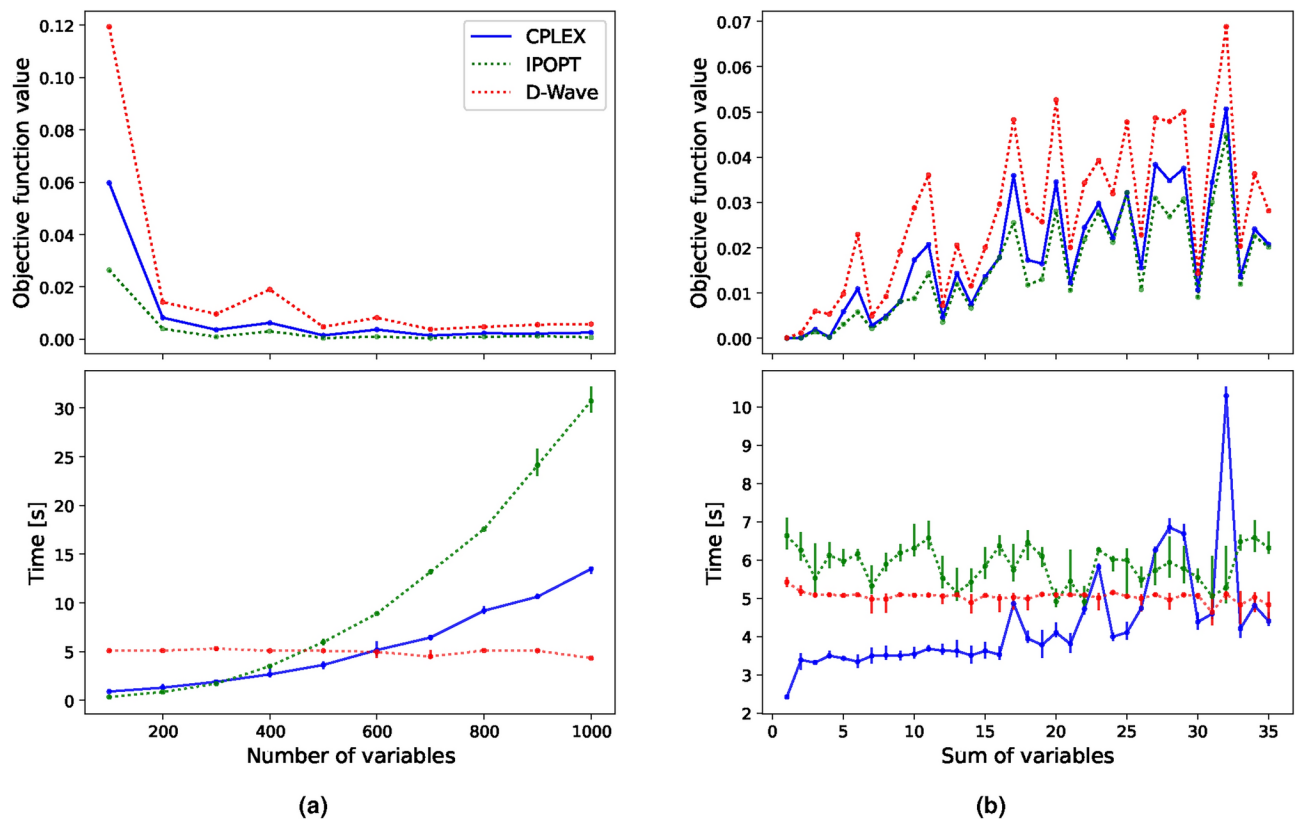 Objective function value
0.12
0.10
0.08
0.06
0.04
0.02
0.00
CPLEX
IPOPT
D-Wave
Time [s]
30
25
20
15
10
5
0
200 400 600 800 1000
Number of variables
(a)
Objective function value
0.07
0.06
0.05
0.04
0.03
0.02
0.01
0.00
Time [s]
10
9
8
7
6
5
4
3
2
0 5 10 15 20 25 30 35
Sum of variables
(b)